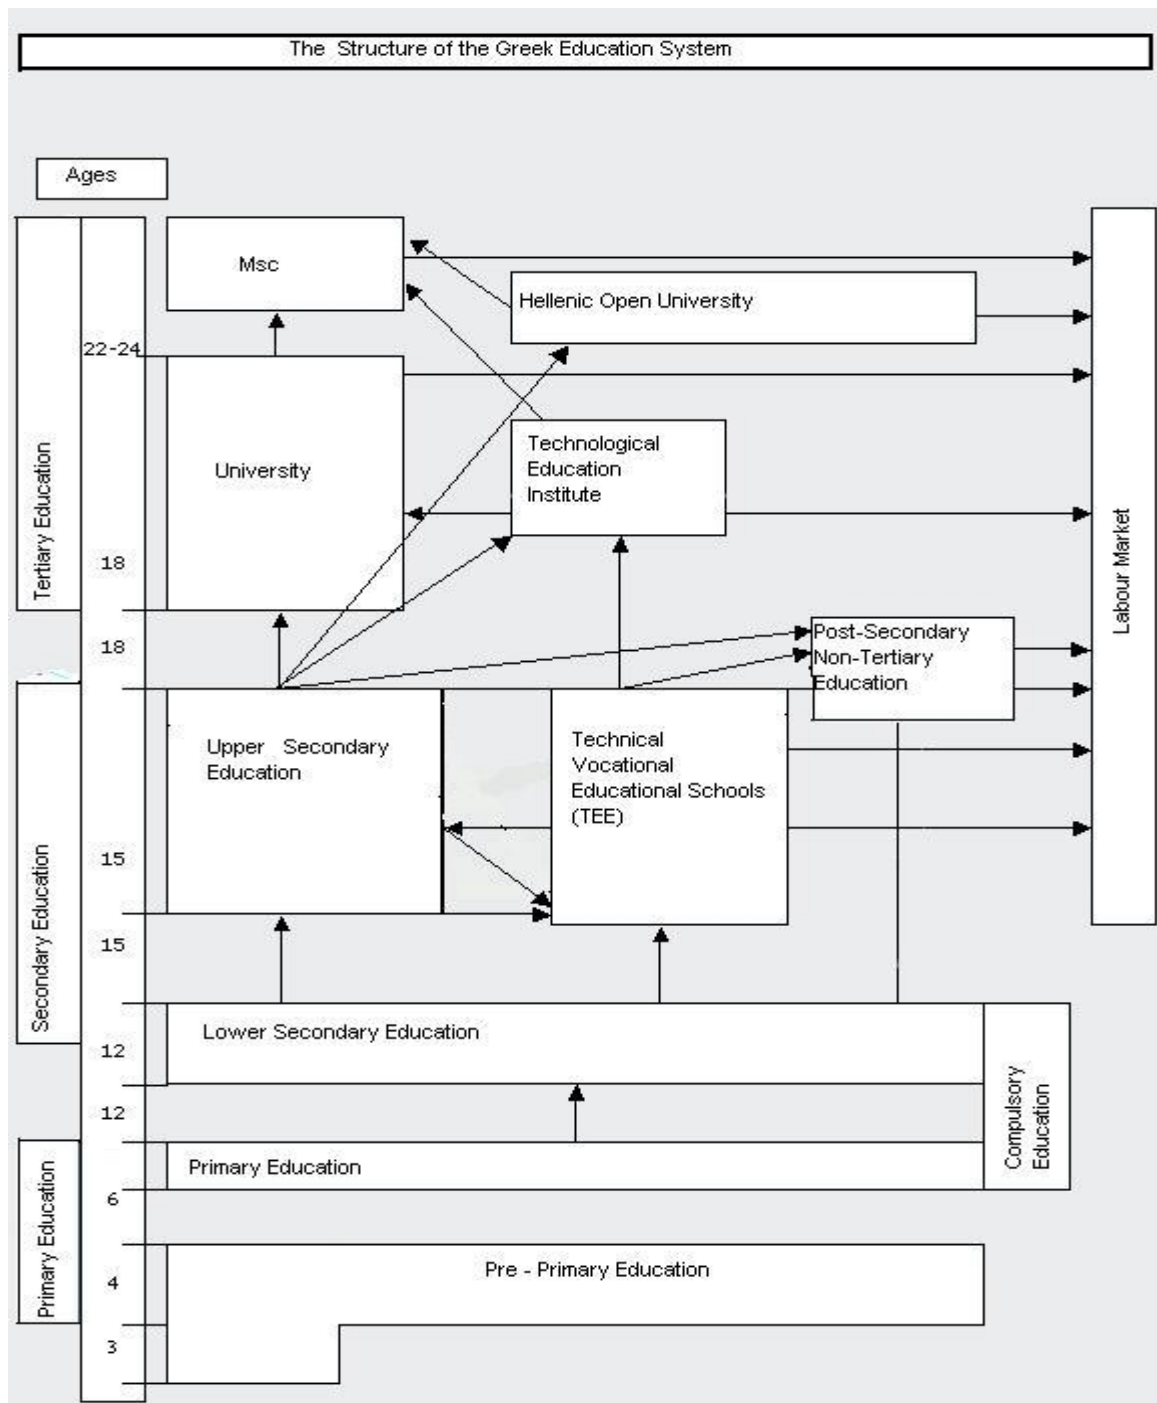 The Structure of the Greek Education System
Ages
Msc
Hellenic Open University
22-24
University
Technological
Education
Institute
Tertiary Education
18
Labour Market
18
Post-Secondary
Non-Tertiary
Education
Upper Secondary
Education
Technical
Vocational
Educational Schools
(TEE)
15
Secondary Education
15
Lower Secondary Education
12
Compulsory
Education
12
Primary Education
Primary Education
6
Pre - Primary Education
4
3